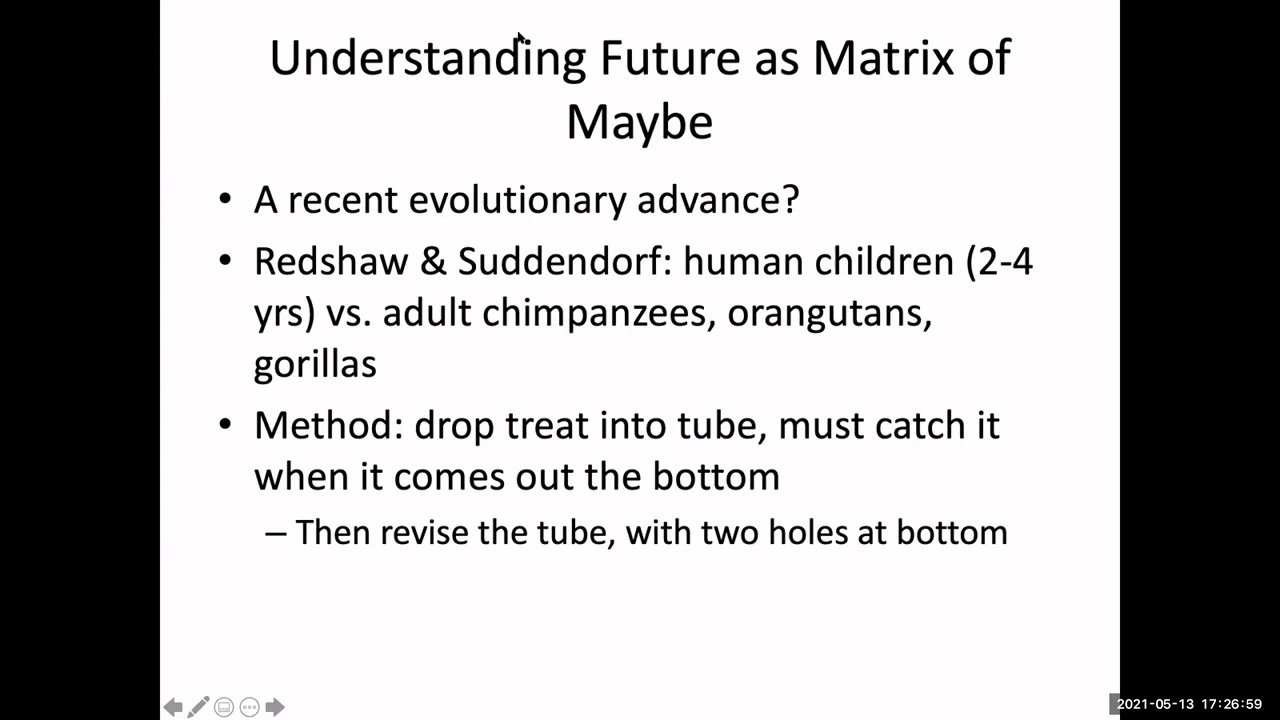 Understanding Future as Matrix of
Maybe
• A recent evolutionary advance?
• Redshaw & Suddendorf: human children (2-4
yrs) vs. adult chimpanzees, orangutans,
gorillas
• Method: drop treat into tube, must catch it
when it comes out the bottom
– Then revise the tube, with two holes at bottom
2021-05-13 17:26:59